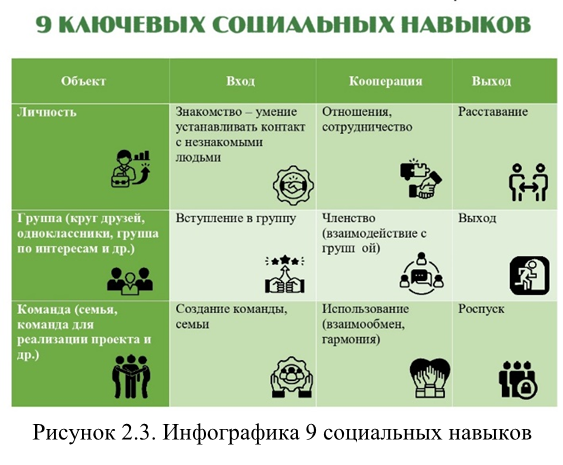 9 КЛЮЧЕВЫХ СОЦИАЛЬНЫХ НАВЫКОВ
Объект
Вход
Кооперация
Выход
Личность
Знакомство – умение
устанавливать контакт
с незнакомыми
людьми
Отношения,
сотрудничество
Расставание
Группа (круг друзей,
одноклассники, группа
по интересам и др.)
Вступление в группу
Членство
(взаимодействие с
групп ой)
Выход
Команда (семья,
команда для
реализации проекта и
др.)
Создание команды,
семьи
Использование
(взаимообмен,
гармония)
Роспуск
Рисунок 2.3. Инфографика 9 социальных навыков